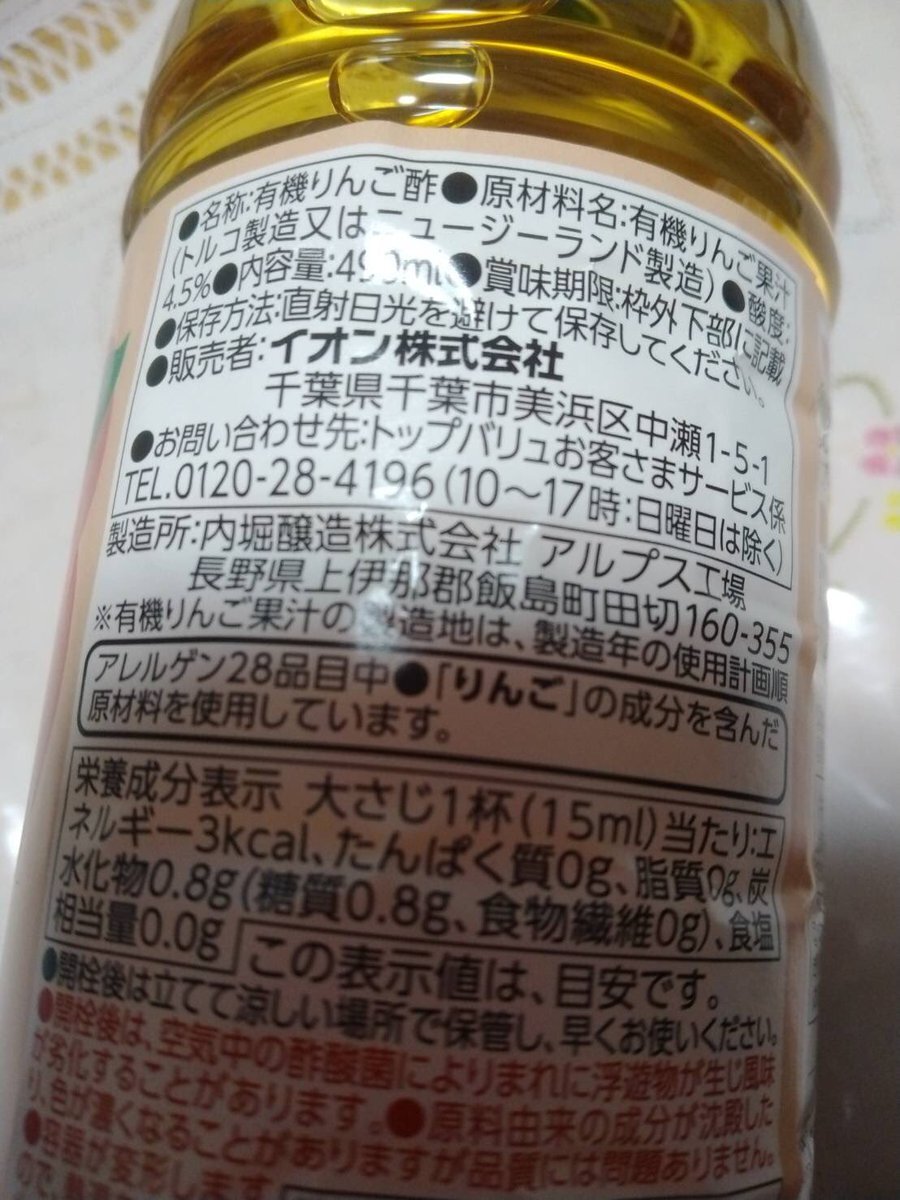 ●名称:有機りんご酢●原材料名:有機りんご果汁
(トルコ製造又はニュージーランド製造)●酸度:
4.5%●内容量:490ml●賞味期限:枠外下部に記載
●保存方法:直射日光を避けて保存してください。
●販売者:イオン株式会社
千葉県千葉市美浜区中瀬1-5-1
●お問い合わせ先:トップバリュお客さまサービス係
TEL.0120-28-4196(10～17時:日曜日は除く)
製造所:内堀醸造株式会社 アルプス工場
長野県上伊那郡飯島町田切160-355
※有機りんご果汁の製造地は、製造年の使用計画順
アレルゲン28品目中●「りんご」の成分を含んだ
原材料を使用しています。
栄養成分表示 大さじ1杯(15ml)当たり:エ
ネルギー3kcal、たんぱく質0g、脂質0g、炭
水化物0.8g(糖質0.8g、食物繊維0g)、食塩
相当量0.0g この表示値は、目安です。
●開栓後は立てて涼しい場所で保管し、早くお使いください。
●開栓後は、空気中の酢酸菌によりまれに浮遊物が生じ風味
が劣化することがあります。●原料由来の成分が沈殿した
り、色が濃くなることがありますが品質には問題ありません。
●容器が変形します
ので、